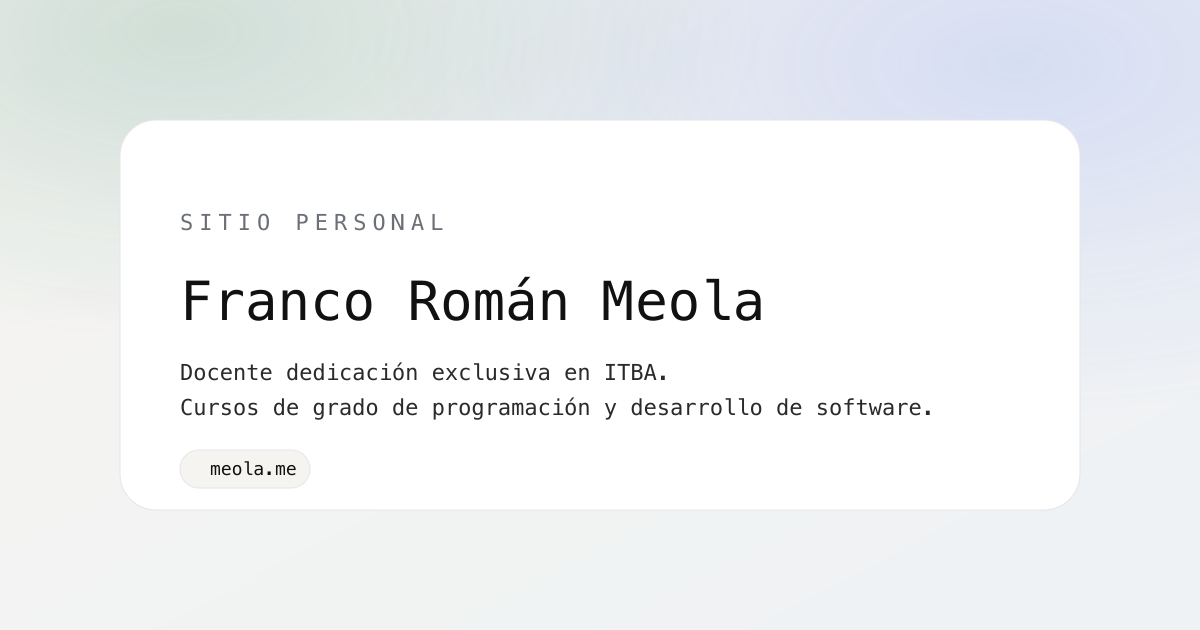 SITIO PERSONAL
Franco Román Meola
Docente dedicación exclusiva en ITBA.
Cursos de grado de programación y desarrollo de software.
meola.me